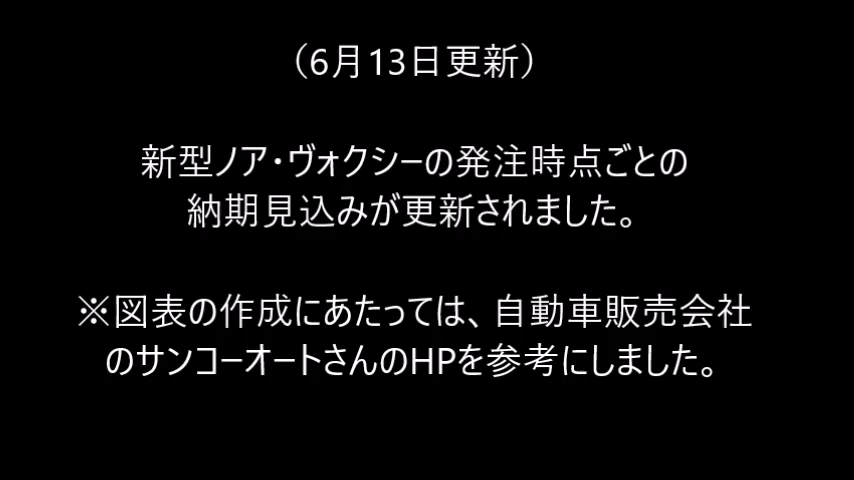 （6月13日更新）
新型ノア・ヴォクシーの発注時点ごとの
納期見込みが更新されました。
※図表の作成にあたっては、自動車販売会社
のサンコーオートさんのHPを参考にしました。